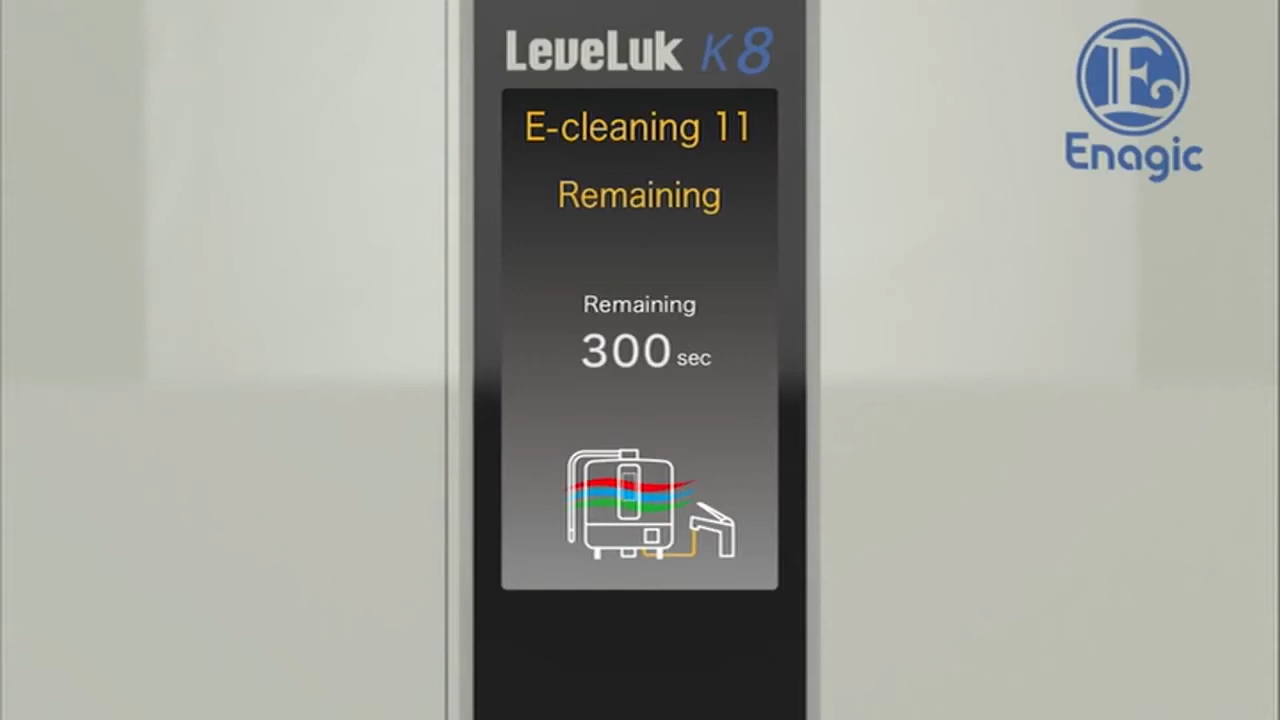 LeveLuk K8
E-cleaning 11
Remaining
Remaining
300 sec
E
Enagic